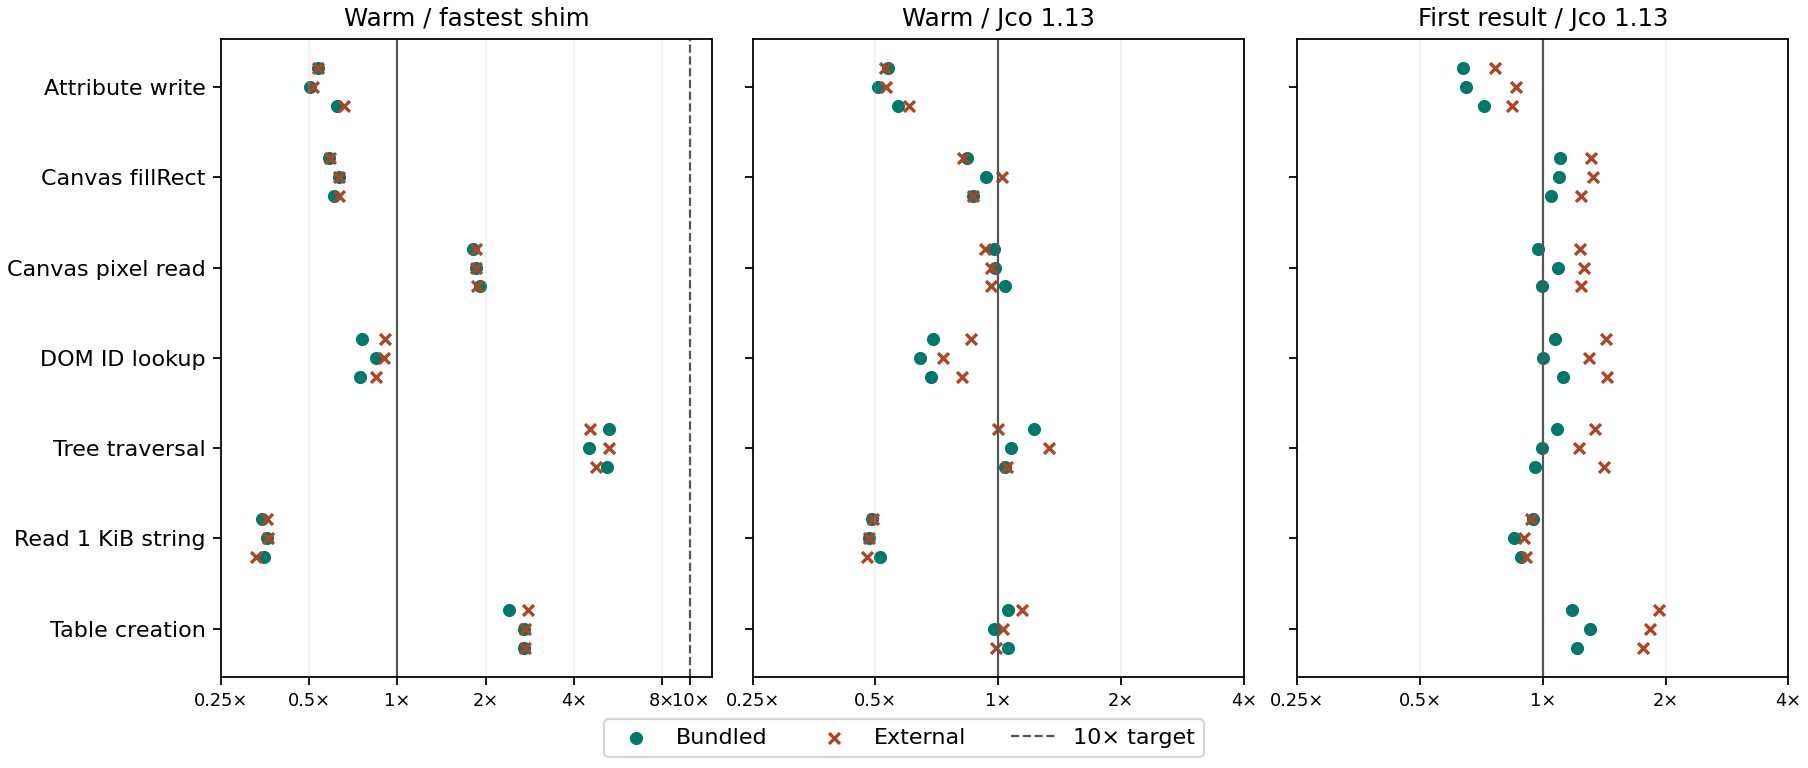 Warm / fastest shim
Warm / Jco 1.13
First result / Jco 1.13
Attribute write
Canvas fillRect
Canvas pixel read
DOM ID lookup
Tree traversal
Read 1 KiB string
Table creation
0.25× 0.5× 1× 2× 4× 8× 10×
0.25× 0.5× 1× 2× 4×
0.25× 0.5× 1× 2× 4×
Bundled External 10× target